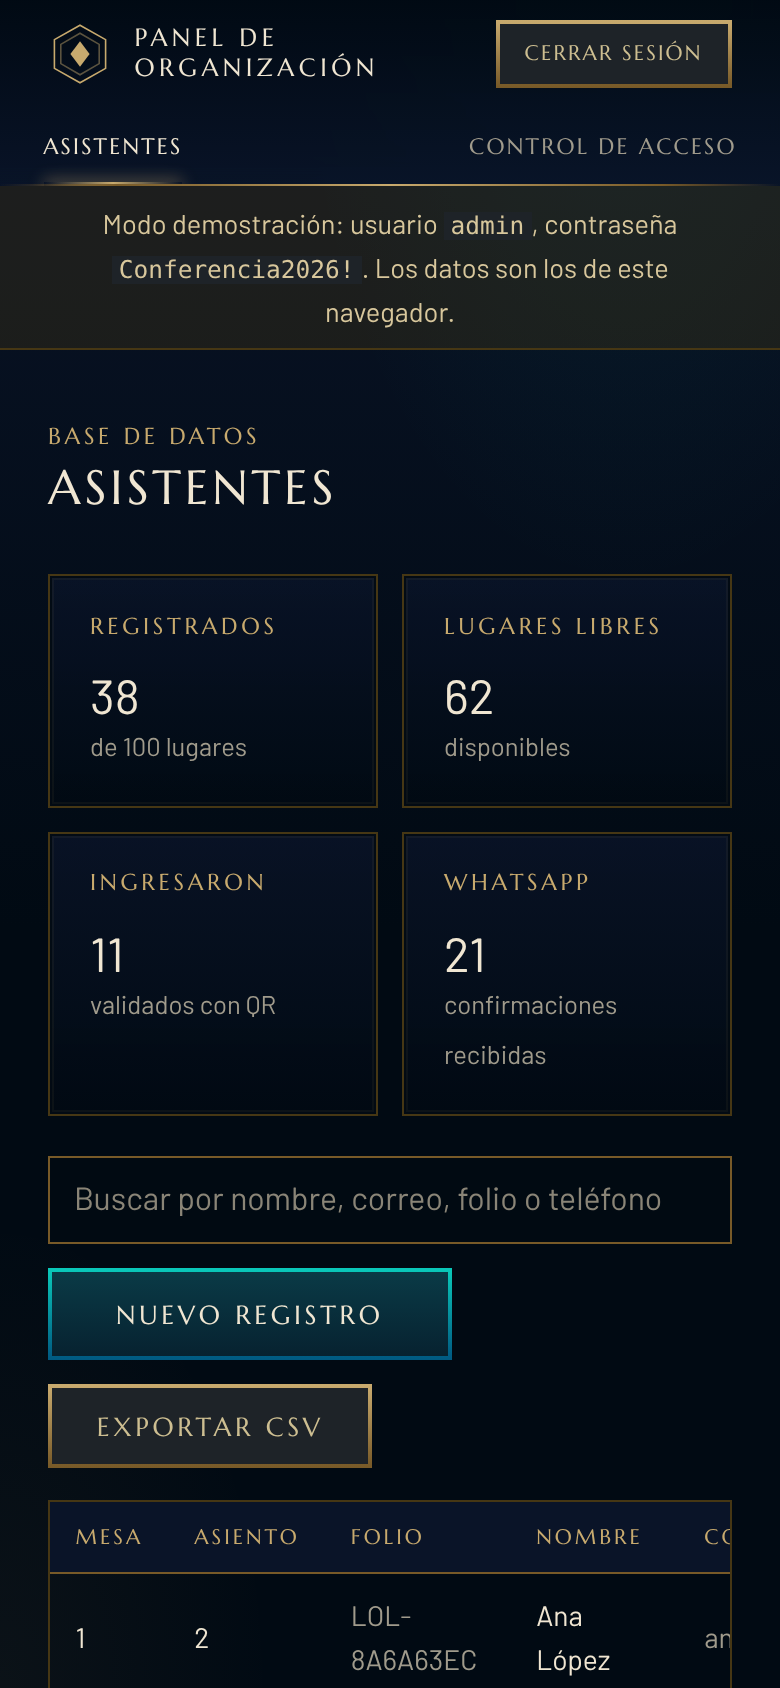 PANEL DE
ORGANIZACIÓN
CERRAR SESIÓN
ASISTENTES
CONTROL DE ACCESO
Modo demostración: usuario admin , contraseña
Conferencia2026! . Los datos son los de este
navegador.
BASE DE DATOS
ASISTENTES
REGISTRADOS
38
de 100 lugares
LUGARES LIBRES
62
disponibles
INGRESARON
11
validados con QR
WHATSAPP
21
confirmaciones
recibidas
Buscar por nombre, correo, folio o teléfono
NUEVO REGISTRO
EXPORTAR CSV
MESA ASIENTO FOLIO NOMBRE
1 2 LOL-
8A6A63EC Ana
López